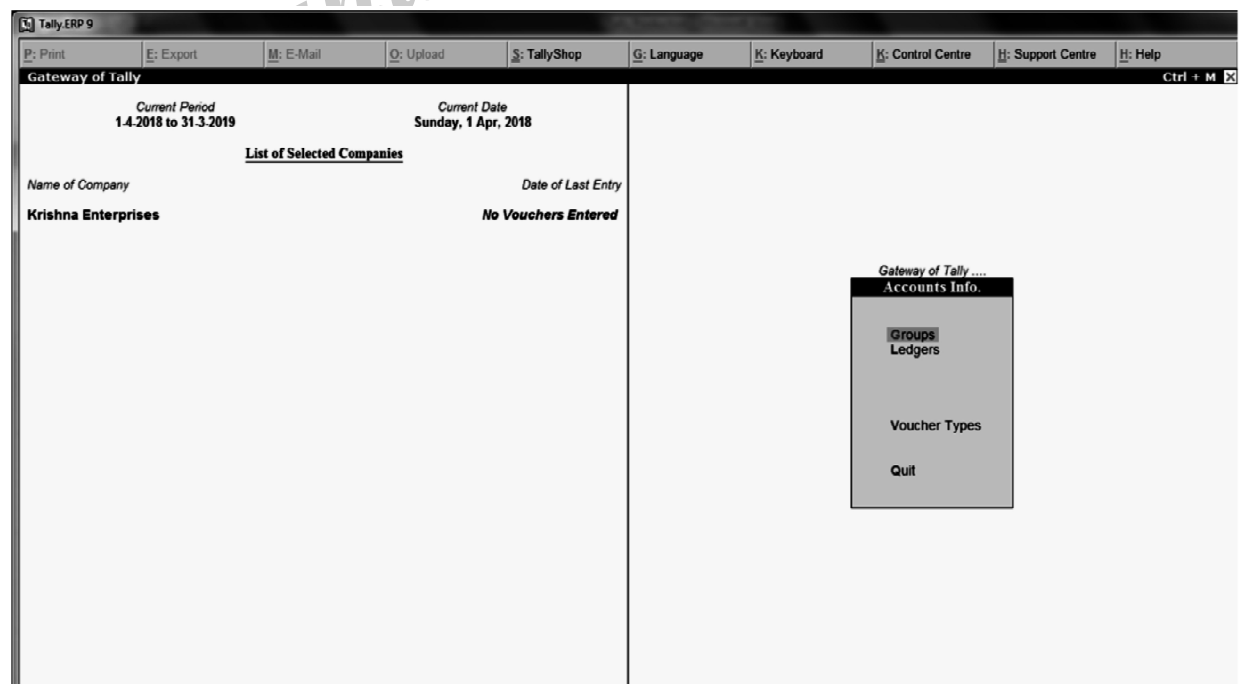 Tally.ERP 9
P: Print E: Export M: E-Mail O: Upload S: TallyShop G: Language K: Keyboard K: Control Centre H: Support Centre H: Help
Gateway of Tally Ctrl + M X
Current Period Current Date
1-4-2018 to 31-3-2019 Sunday, 1 Apr, 2018
List of Selected Companies
Name of Company Date of Last Entry
Krishna Enterprises No Vouchers Entered
Gateway of Tally ....
Accounts Info.
Groups
Ledgers
Voucher Types
Quit